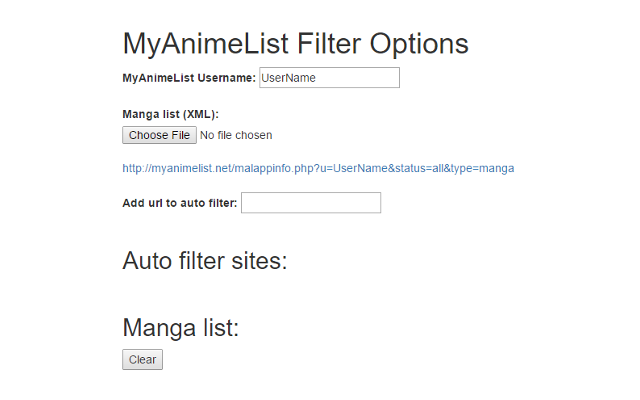 MyAnimeList Filter Options
MyAnimeList Username: UserName
Manga list (XML):
Choose File No file chosen
http://myanimelist.net/malappinfo.php?u=UserName&status=all&type=manga
Add url to auto filter:
Auto filter sites:
Manga list:
Clear